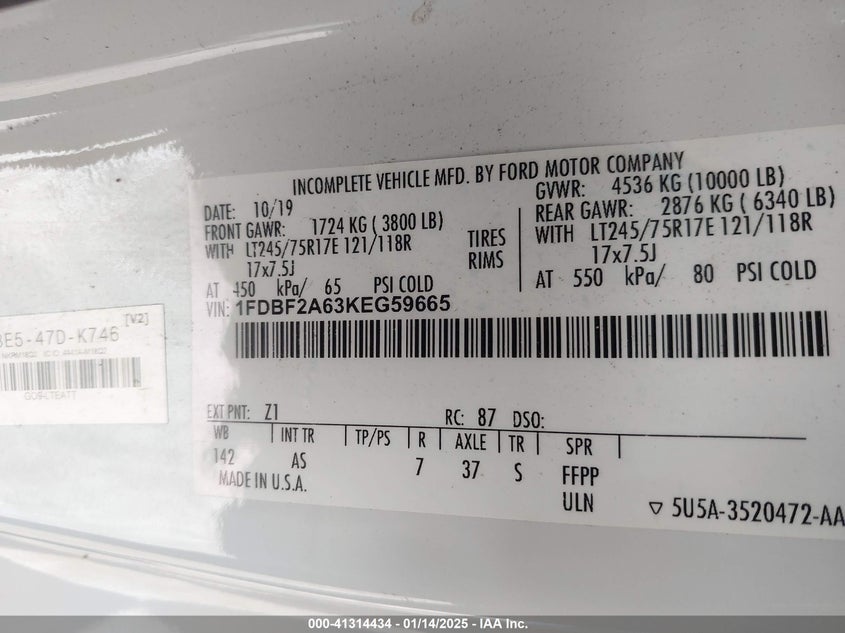 INCOMPLETE VEHICLE MFD. BY FORD MOTOR COMPANY
DATE: 10/19 GVWR: 4536 KG (10000 LB)
FRONT GAWR: 1724 KG ( 3800 LB) REAR GAWR: 2876 KG ( 6340 LB)
WITH LT245/75R17E 121/118R TIRES WITH LT245/75R17E 121/118R
17x7.5J RIMS 17x7.5J
AT 450 kPa/ 65 PSI COLD AT 550 kPa/ 80 PSI COLD
VIN: 1FDBF2A63KEG59665
EXT PNT: Z1 RC: 87 DSO:
WB INT TR TP/PS R AXLE TR SPR
142 AS 7 37 S FFPP
MADE IN U.S.A. ULN
5U5A-3520472-AA
[V2]
E5-47D-K746
GO9-LTEATT
000-41314434 - 01/14/2025 - IAA Inc.